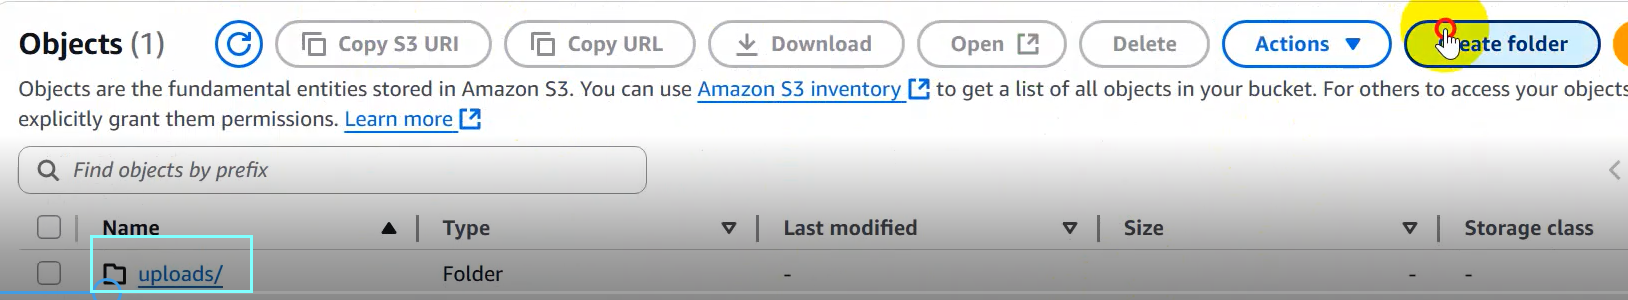 Objects (1) Copy S3 URI Copy URL Download Open Delete Actions Create folder
Objects are the fundamental entities stored in Amazon S3. You can use Amazon S3 inventory to get a list of all objects in your bucket. For others to access your objects
explicitly grant them permissions. Learn more
Find objects by prefix
Name Type Last modified Size Storage class
uploads/ Folder - - -